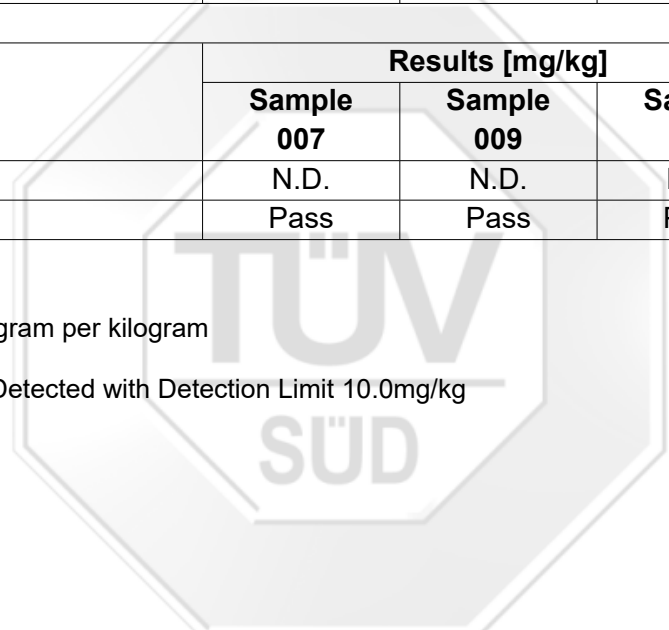 Results [mg/kg]
Sample 007 Sample 009
N.D. N.D.
Pass Pass
gram per kilogram
Detected with Detection Limit 10.0mg/kg
TÜV
SÜD